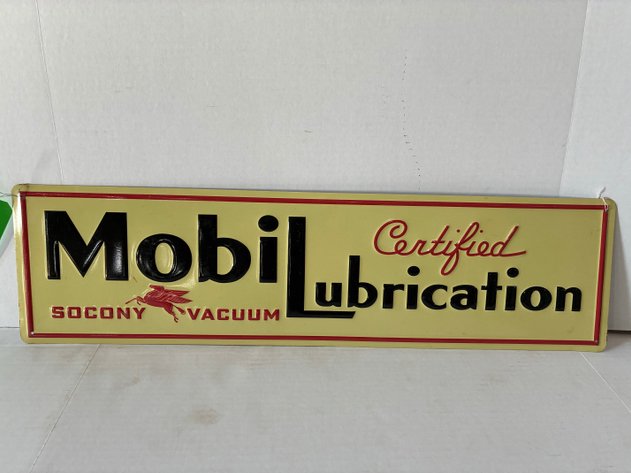 Certified
MobiLubrication
SOCONY VACUUM